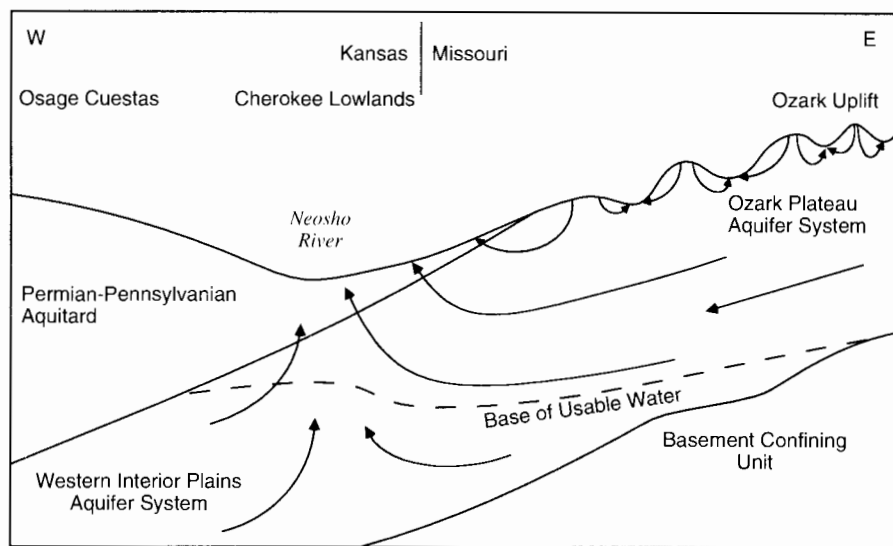 W
E
Kansas
Missouri
Osage Cuestas
Cherokee Lowlands
Ozark Uplift
Neosho
River
Ozark Plateau
Aquifer System
Permian-Pennsylvanian
Aquitard
Base of Usable Water
Basement Confining
Unit
Western Interior Plains
Aquifer System